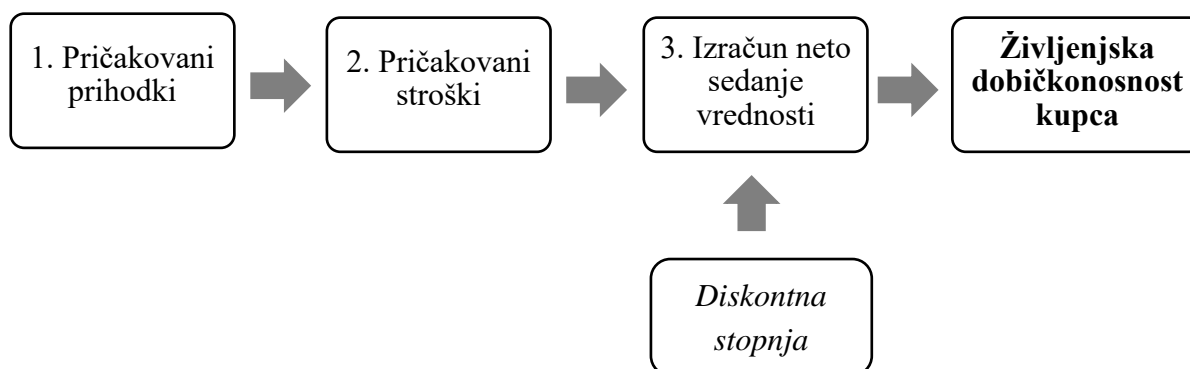 1. Pričakovani
prihodki
2. Pričakovani
stroški
3. Izračun neto
sedanje
vrednosti
Življenjska
dobičkonosnost
kupca
Diskontna
stopnja